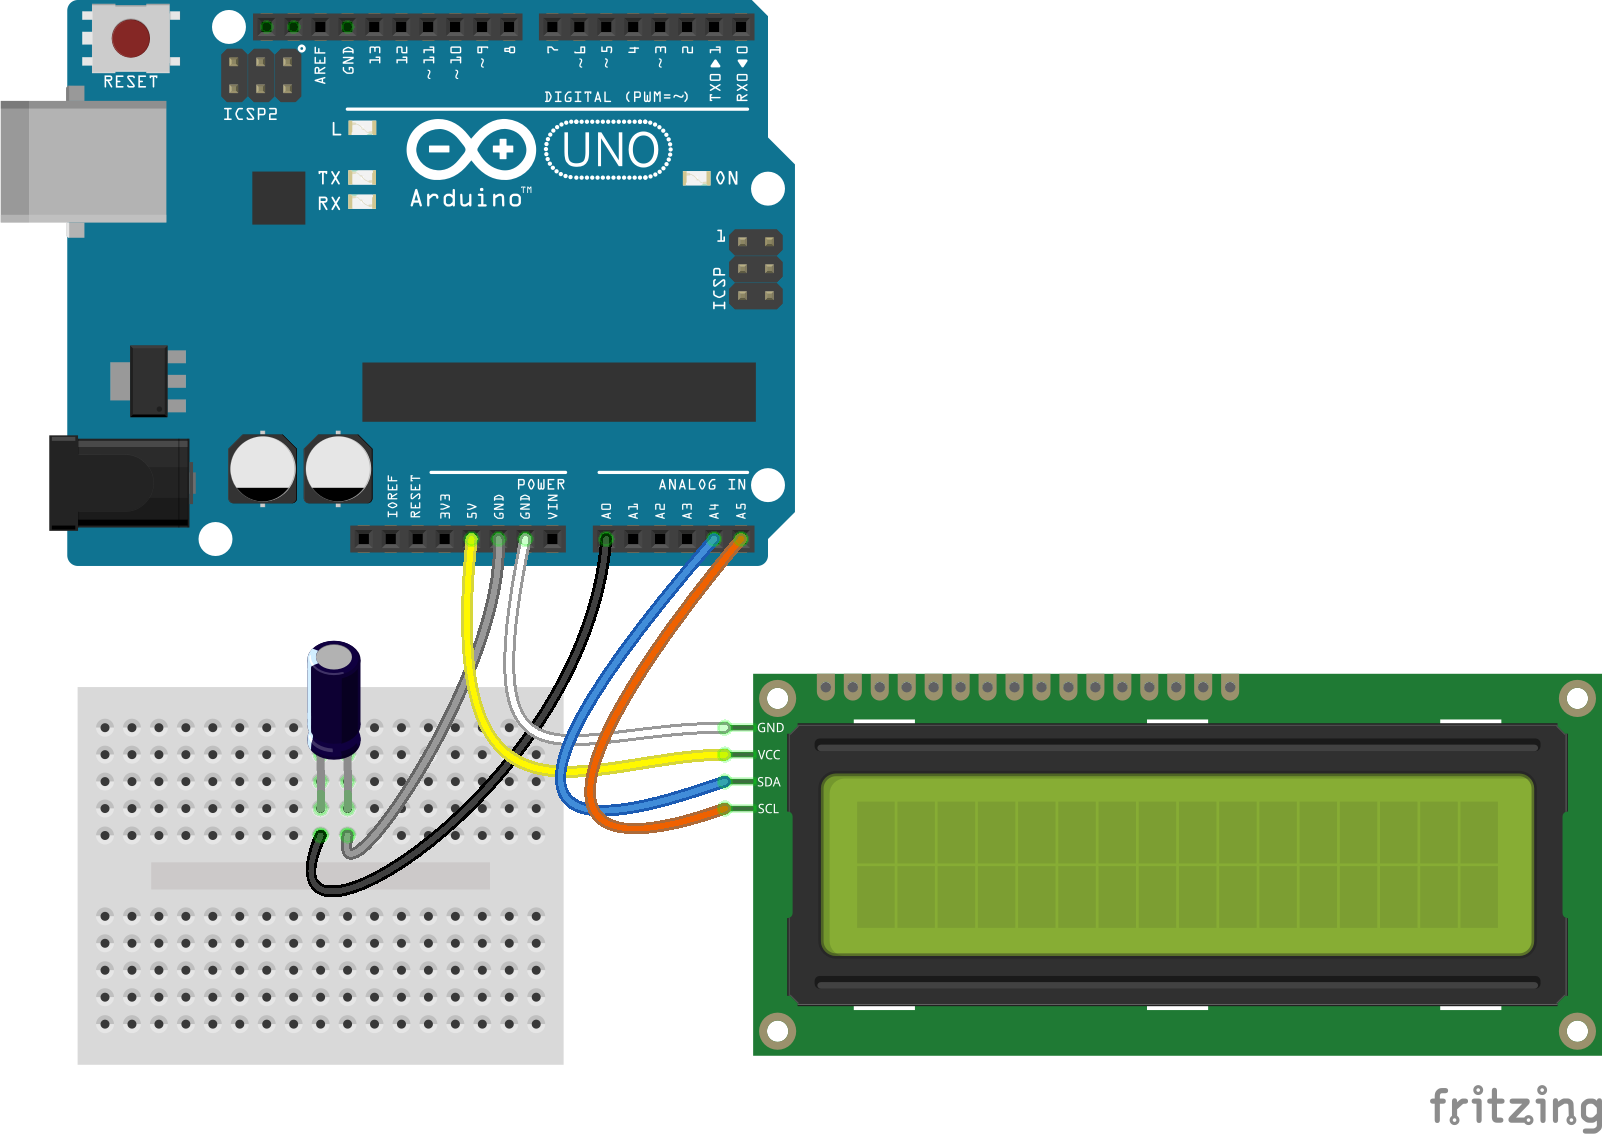 RESET
ICSP2
AREF
GND
13
12
~11
~10
~9
8
7
~6
~5
4
~3
2
TX0▶1
RX0◀0
DIGITAL (PWM=~)
L
TX
RX
Arduino™
UNO
ON
1
ICSP
POWER
ANALOG IN
IOREF
RESET
3V3
5V
GND
GND
VIN
A0
A1
A2
A3
A4
A5
GND
VCC
SDA
SCL
fritzing